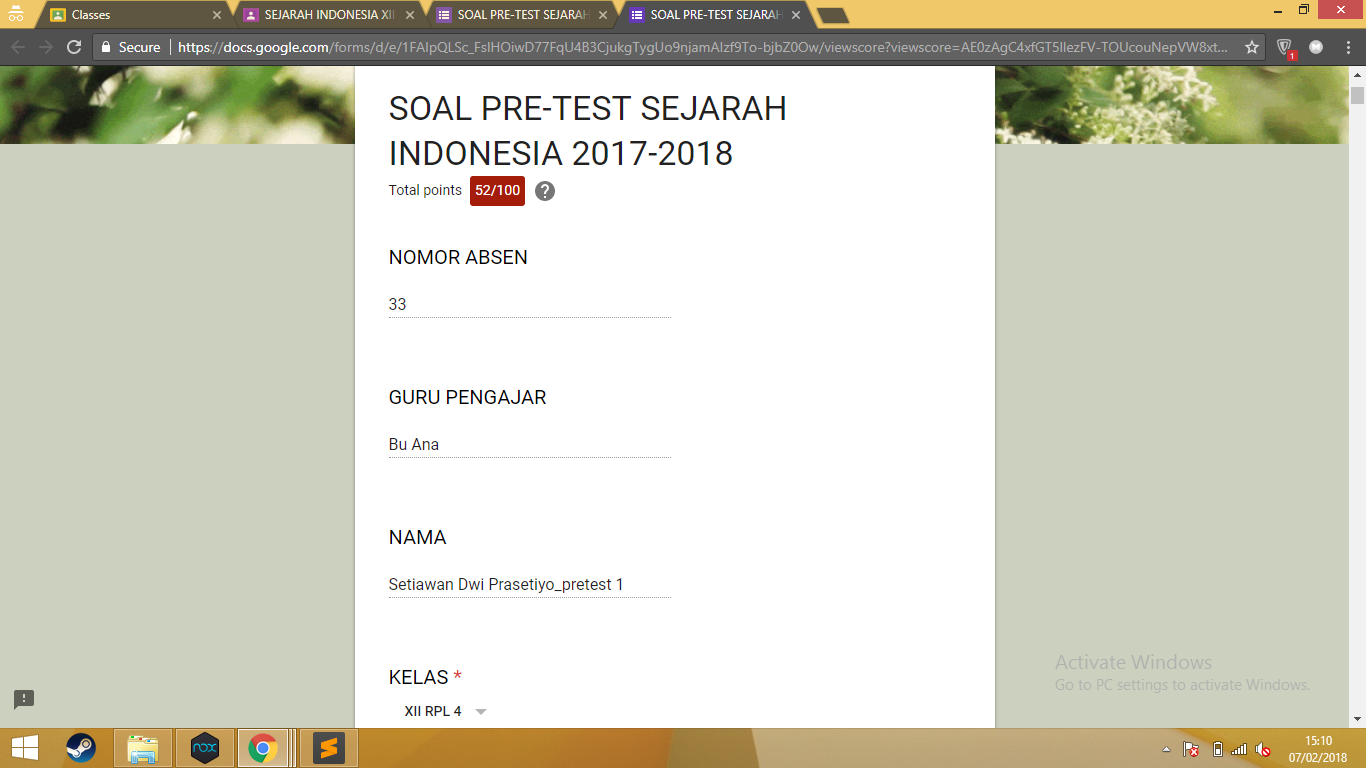 Classes
SEJARAH INDONESIA XII
SOAL PRE-TEST SEJARAH
SOAL PRE-TEST SEJARAH
Secure
https://docs.google.com/forms/d/e/1FAIpQLSc_FsIHOiwD77FqU4B3CjukgTygUo9njamAlzf9To-bjbZ0Ow/viewscore?viewscore=AE0zAgC4xfGT5IlezFV-TOUcouNepVW8xt...
1
SOAL PRE-TEST SEJARAH
INDONESIA 2017-2018
Total points 52/100 ?
NOMOR ABSEN
33
GURU PENGAJAR
Bu Ana
NAMA
Setiawan Dwi Prasetiyo_pretest 1
KELAS *
XII RPL 4
Activate Windows
Go to PC settings to activate Windows.
nox
15:10
07/02/2018